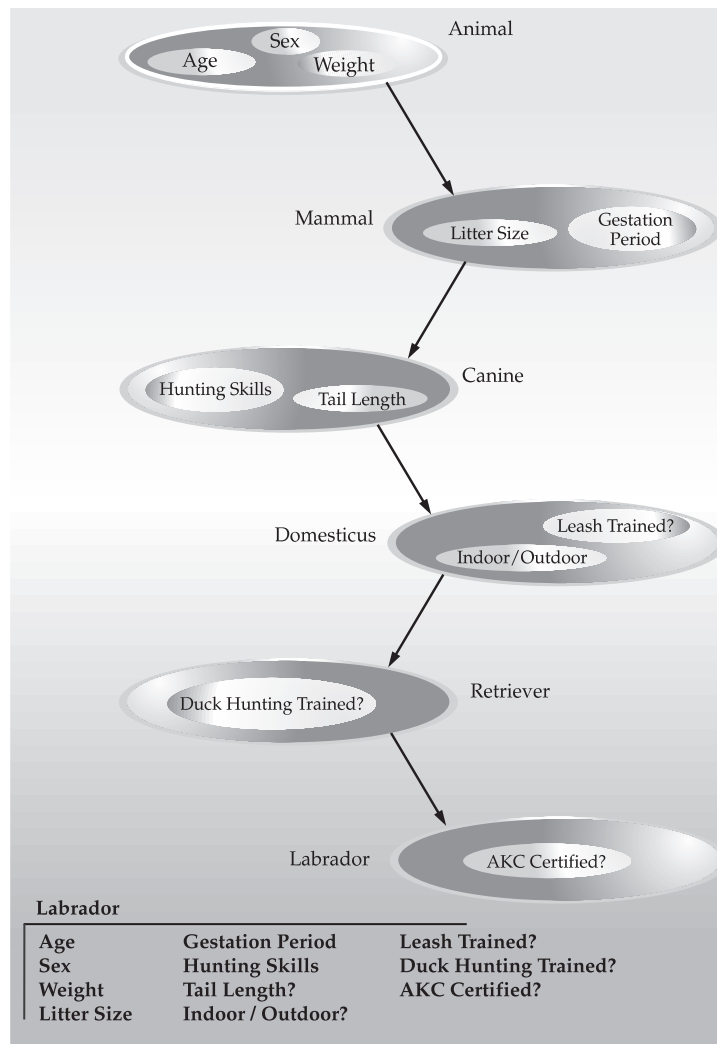 Animal
Sex
Age
Weight
Mammal
Litter Size
Gestation
Period
Canine
Hunting Skills
Tail Length
Domesticus
Leash Trained?
Indoor/Outdoor
Retriever
Duck Hunting Trained?
Labrador
AKC Certified?
Labrador
Age Gestation Period Leash Trained?
Sex Hunting Skills Duck Hunting Trained?
Weight Tail Length? AKC Certified?
Litter Size Indoor / Outdoor?